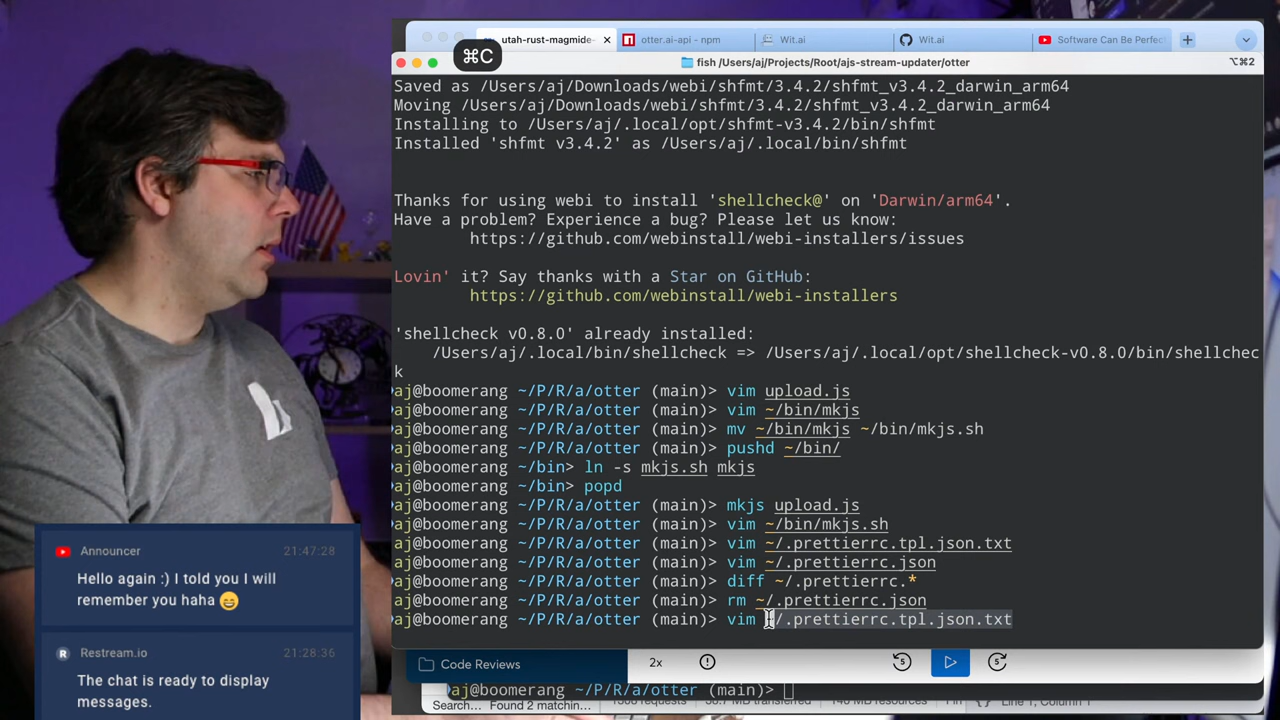 utah-rust-magmide-
otter.ai-api - npm
Wit.ai
Wit.ai
Software Can Be Perfec
⌘C
fish /Users/aj/Projects/Root/ajs-stream-updater/otter
⌥⌘2
Saved as /Users/aj/Downloads/webi/shfmt/3.4.2/shfmt_v3.4.2_darwin_arm64
Moving /Users/aj/Downloads/webi/shfmt/3.4.2/shfmt_v3.4.2_darwin_arm64
Installing to /Users/aj/.local/opt/shfmt-v3.4.2/bin/shfmt
Installed 'shfmt v3.4.2' as /Users/aj/.local/bin/shfmt
Thanks for using webi to install 'shellcheck@' on 'Darwin/arm64'.
Have a problem? Experience a bug? Please let us know:
https://github.com/webinstall/webi-installers/issues
Lovin' it? Say thanks with a Star on GitHub:
https://github.com/webinstall/webi-installers
'shellcheck v0.8.0' already installed:
/Users/aj/.local/bin/shellcheck => /Users/aj/.local/opt/shellcheck-v0.8.0/bin/shellchec
k
aj@boomerang ~/P/R/a/otter (main)> vim upload.js
aj@boomerang ~/P/R/a/otter (main)> vim ~/bin/mkjs
aj@boomerang ~/P/R/a/otter (main)> mv ~/bin/mkjs ~/bin/mkjs.sh
aj@boomerang ~/P/R/a/otter (main)> pushd ~/bin/
aj@boomerang ~/bin> ln -s mkjs.sh mkjs
aj@boomerang ~/bin> popd
aj@boomerang ~/P/R/a/otter (main)> mkjs upload.js
aj@boomerang ~/P/R/a/otter (main)> vim ~/bin/mkjs.sh
aj@boomerang ~/P/R/a/otter (main)> vim ~/.prettierrc.tpl.json.txt
aj@boomerang ~/P/R/a/otter (main)> vim ~/.prettierrc.json
aj@boomerang ~/P/R/a/otter (main)> diff ~/.prettierrc.*
aj@boomerang ~/P/R/a/otter (main)> rm ~/.prettierrc.json
aj@boomerang ~/P/R/a/otter (main)> vim ~/.prettierrc.tpl.json.txt
Code Reviews
2x
5
5
aj@boomerang ~/P/R/a/otter (main)>
Search... Found 2 matchin...
Line 1, Column 1
Announcer
21:47:28
Hello again :) I told you I will
remember you haha 😄
R
Restream.io
21:28:36
The chat is ready to display
messages.